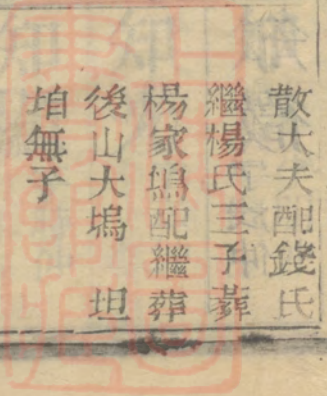 散大夫配錢氏
繼楊氏三子葬
楊家塢配繼葬
後山大塢　坦
垖無子